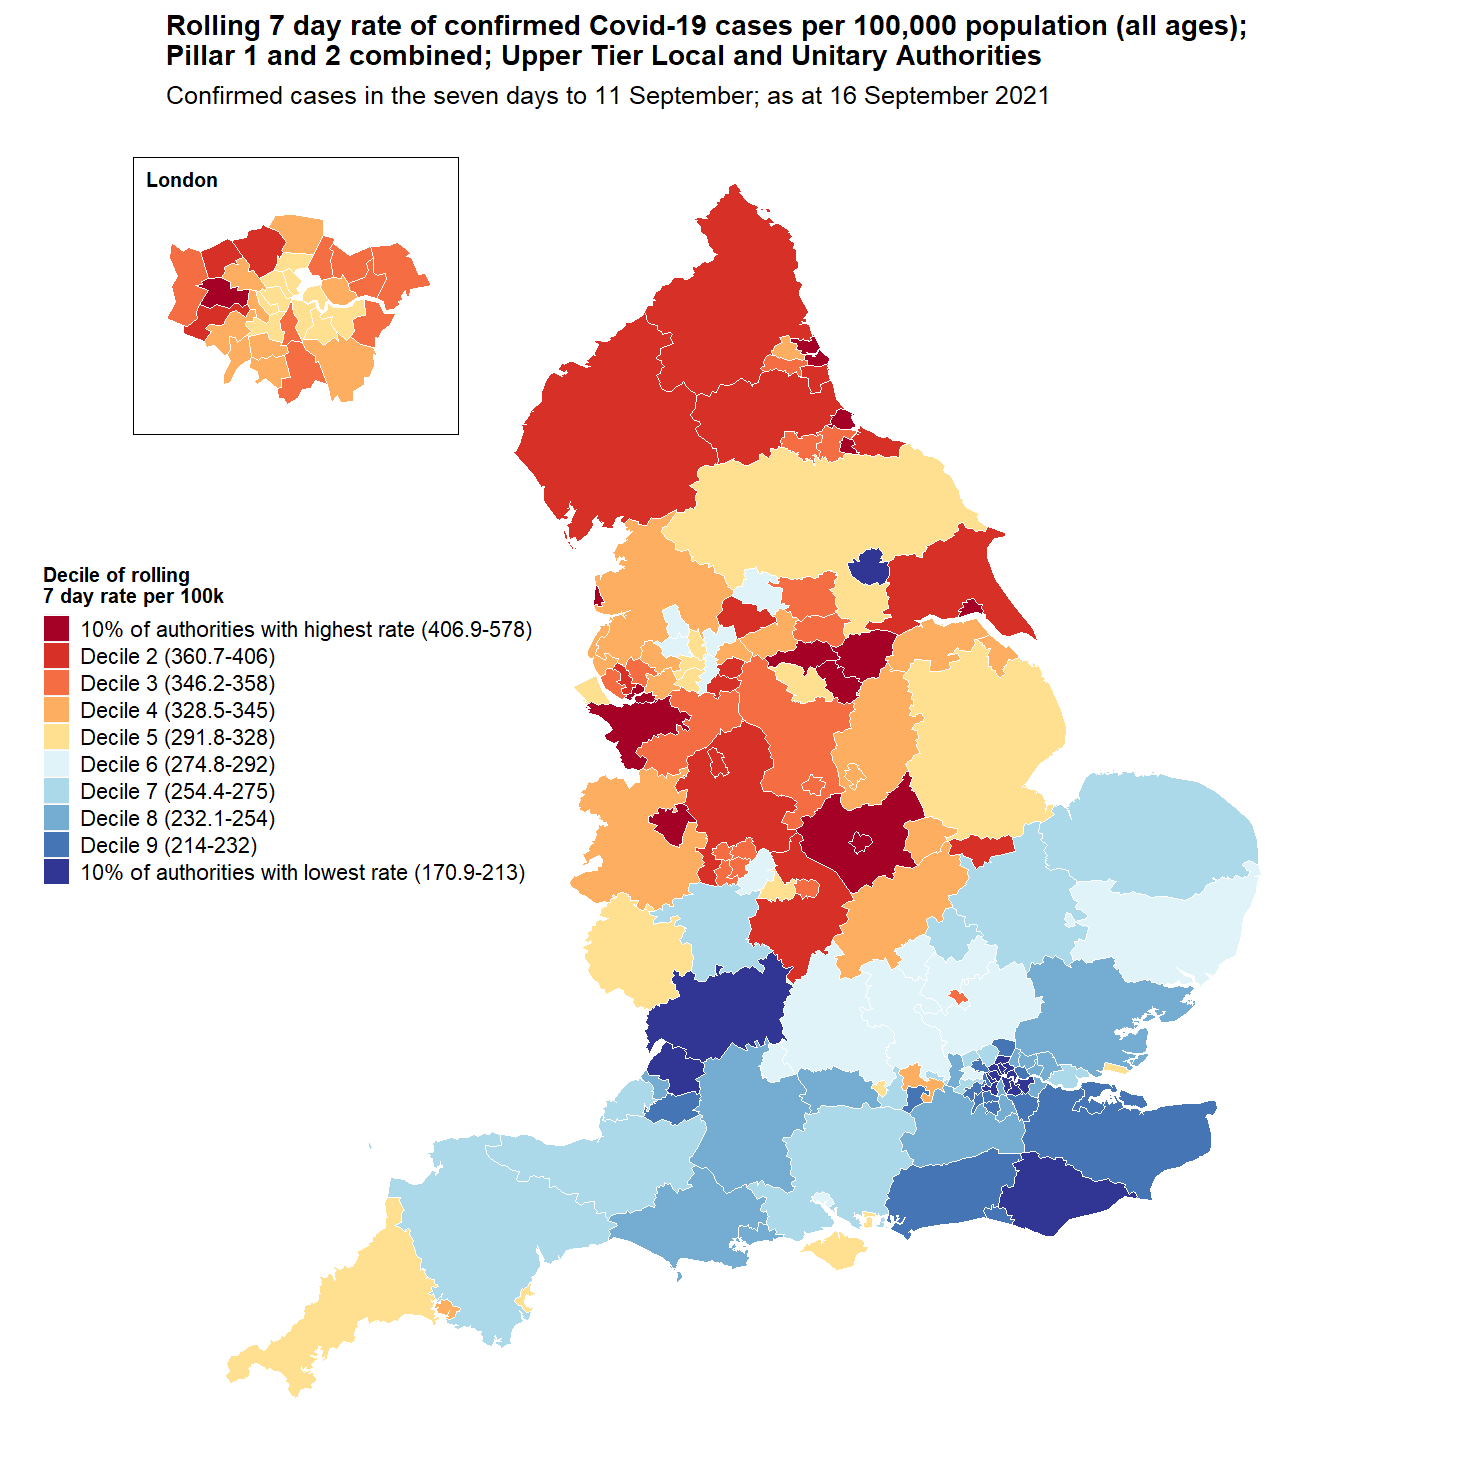 Rolling 7 day rate of confirmed Covid-19 cases per 100,000 population (all ages);
Pillar 1 and 2 combined; Upper Tier Local and Unitary Authorities
Confirmed cases in the seven days to 11 September; as at 16 September 2021
London
Decile of rolling
7 day rate per 100k
10% of authorities with highest rate (406.9-578)
Decile 2 (360.7-406)
Decile 3 (346.2-358)
Decile 4 (328.5-345)
Decile 5 (291.8-328)
Decile 6 (274.8-292)
Decile 7 (254.4-275)
Decile 8 (232.1-254)
Decile 9 (214-232)
10% of authorities with lowest rate (170.9-213)